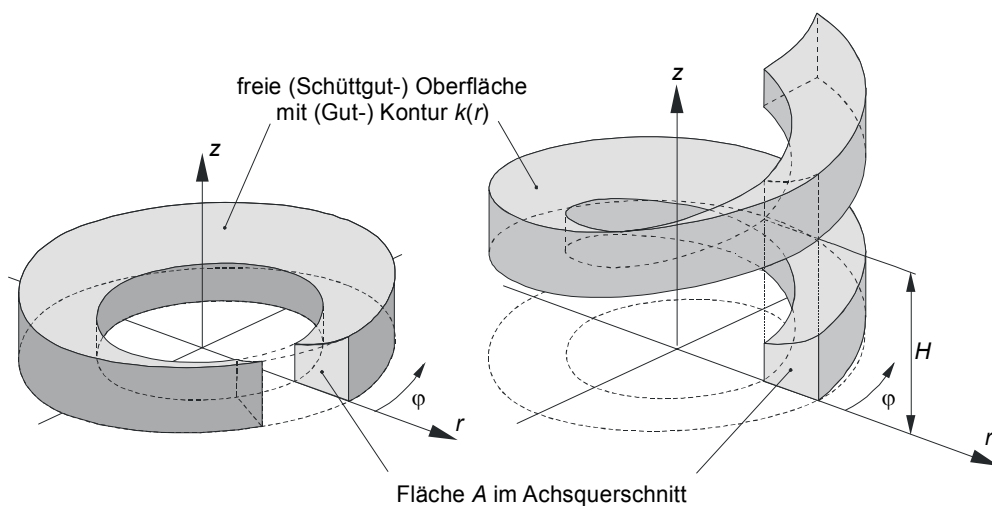 freie (Schüttgut-) Oberfläche
mit (Gut-) Kontur k(r)
z
z
H
φ
r
φ
r
Fläche A im Achsquerschnitt